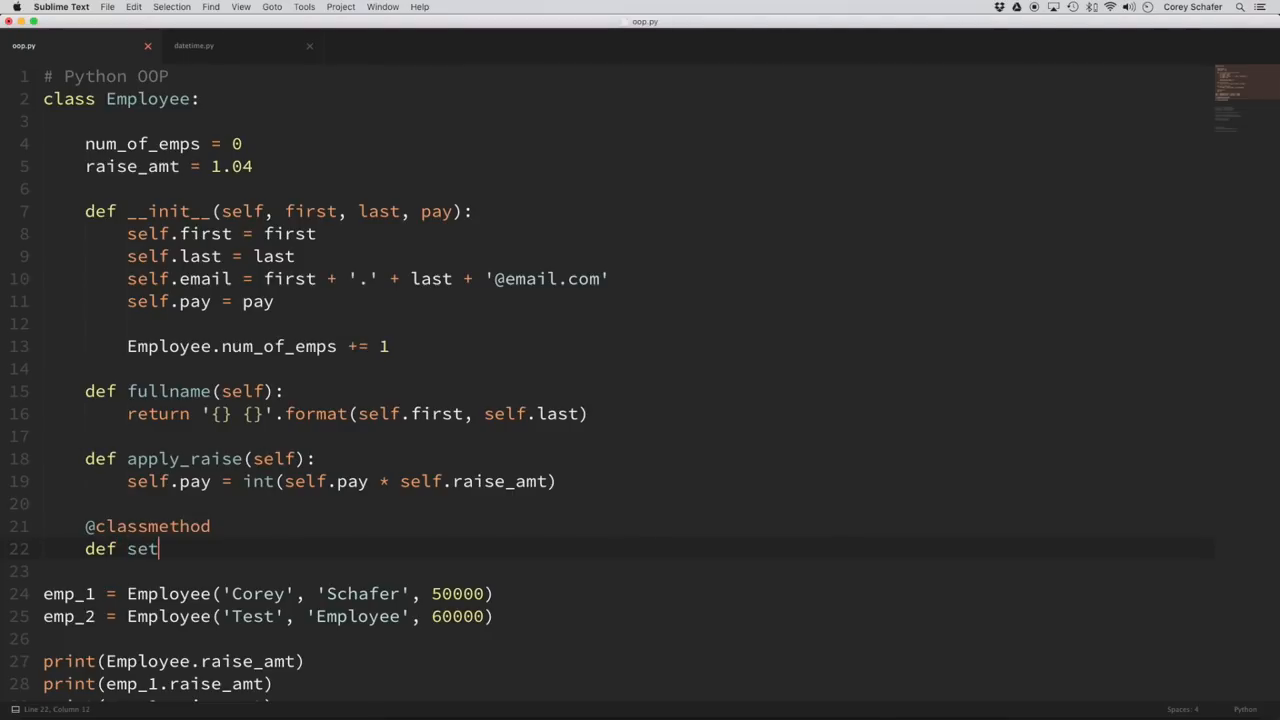 Sublime Text File Edit Selection Find View Goto Tools Project Window Help Corey Schafer
oop.py
oop.py datetime.py
1 # Python OOP
2 class Employee:
3
4 num_of_emps = 0
5 raise_amt = 1.04
6
7 def __init__(self, first, last, pay):
8 self.first = first
9 self.last = last
10 self.email = first + '.' + last + '@email.com'
11 self.pay = pay
12
13 Employee.num_of_emps += 1
14
15 def fullname(self):
16 return '{} {}'.format(self.first, self.last)
17
18 def apply_raise(self):
19 self.pay = int(self.pay * self.raise_amt)
20
21 @classmethod
22 def set
23
24 emp_1 = Employee('Corey', 'Schafer', 50000)
25 emp_2 = Employee('Test', 'Employee', 60000)
26
27 print(Employee.raise_amt)
28 print(emp_1.raise_amt)
Line 22, Column 12 Spaces: 4 Python